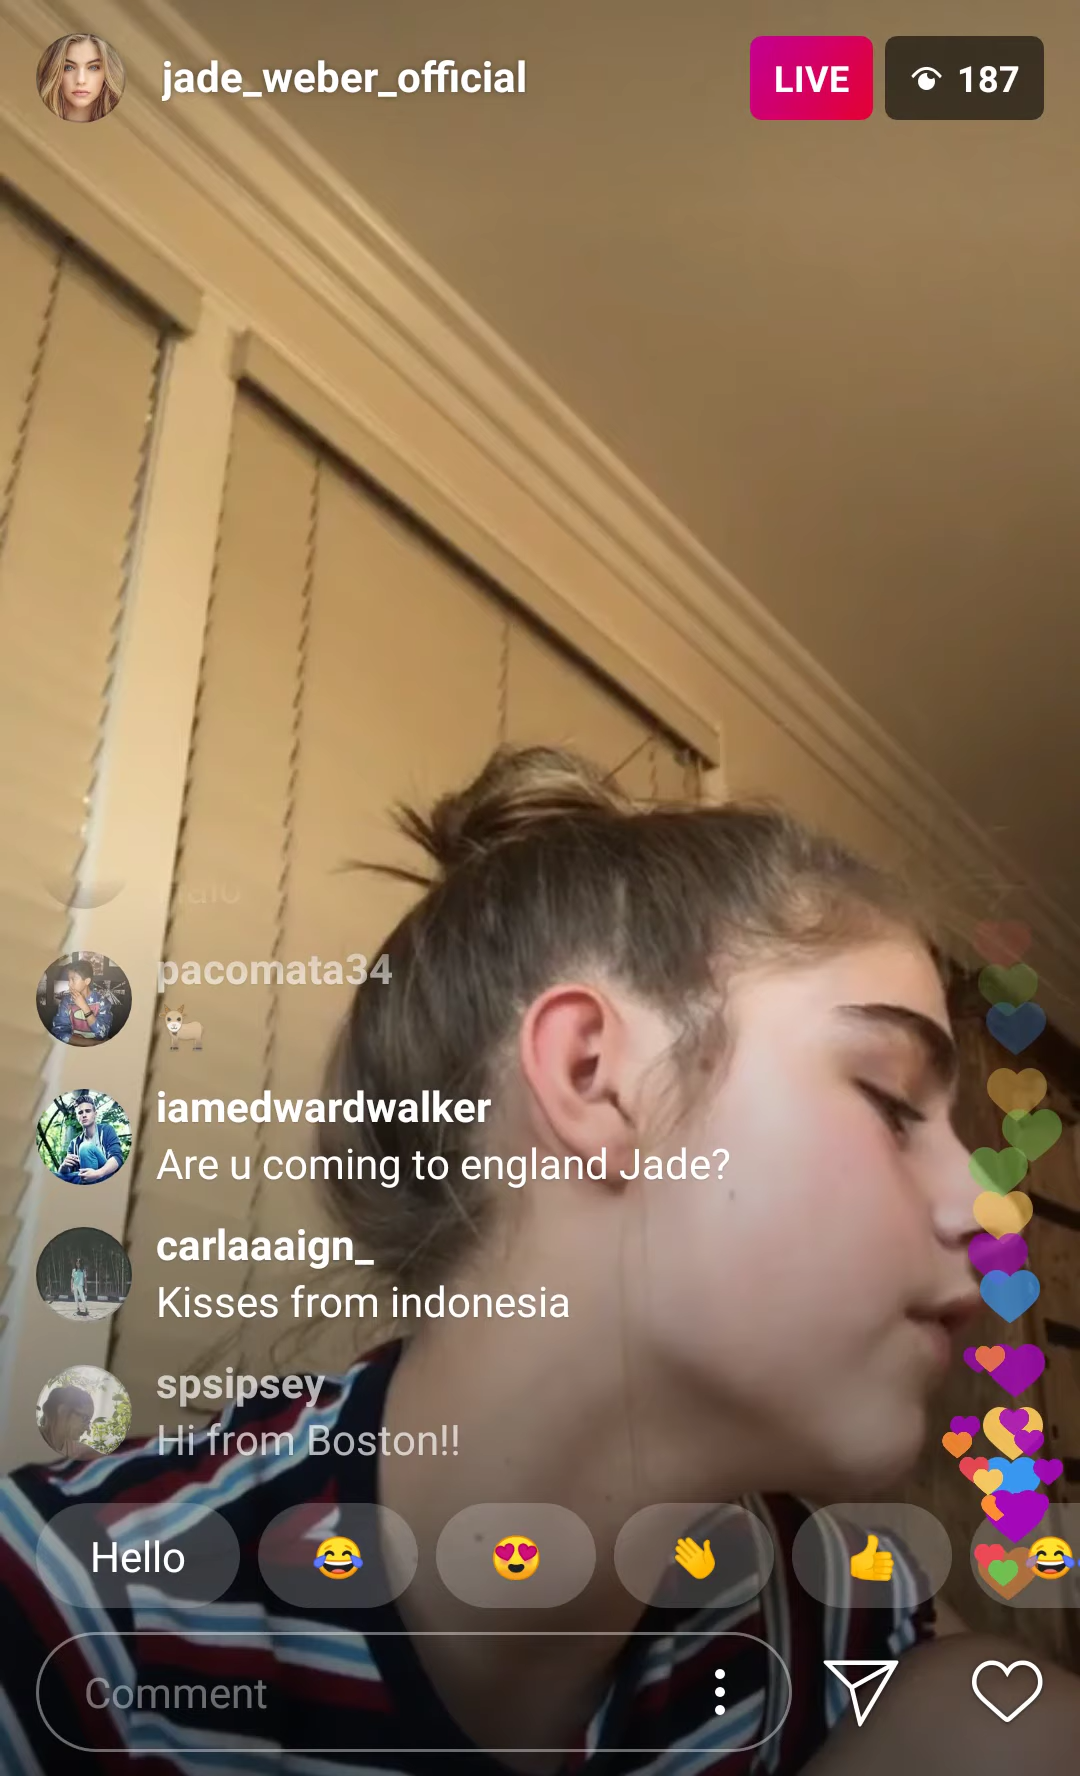 jade_weber_official
LIVE
187
pacomata34
🐐
iamedwardwalker
Are u coming to england Jade?
carlaaaign_
Kisses from indonesia
spsipsey
Hi from Boston!!
Hello
😂
😍
👋
👍
😂
Comment